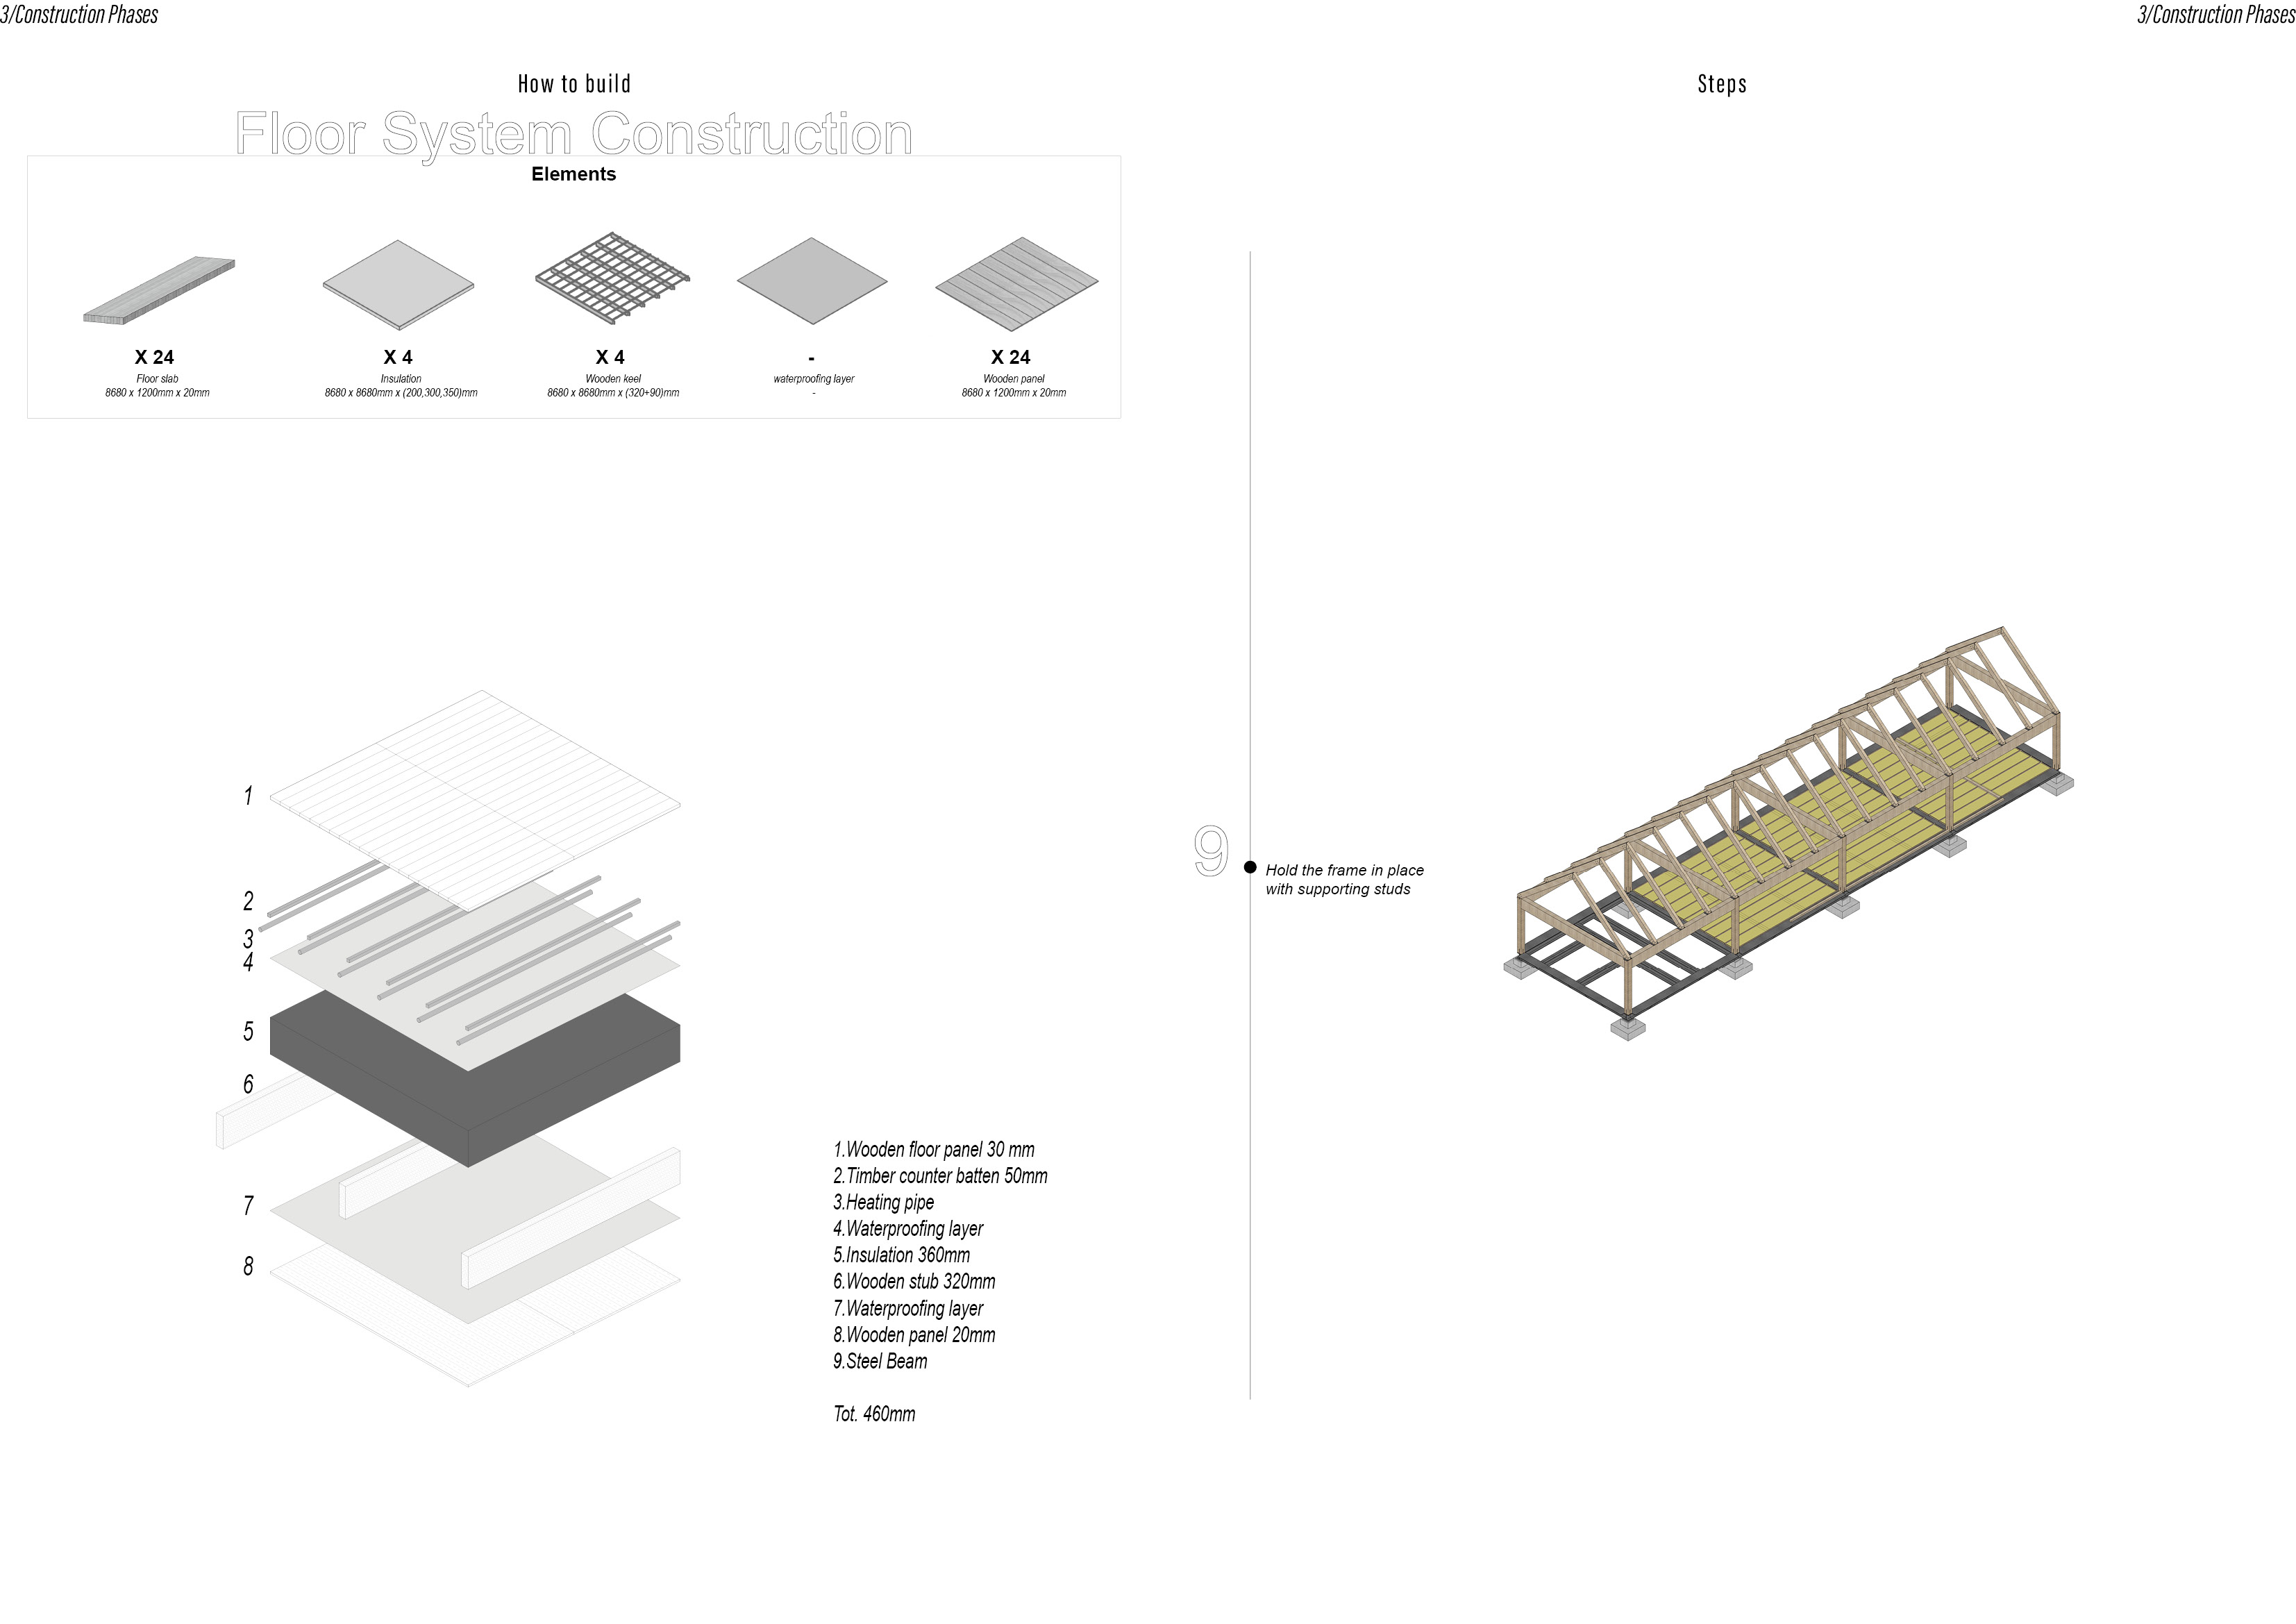 3/Construction Phases
3/Construction Phases
How to build
Floor System Construction
Elements
X 24
Floor slab
8680 x 1200mm x 20mm
X 4
Insulation
8680 x 8680mm x (200,300,350)mm
X 4
Wooden keel
8680 x 8680mm x (320+90)mm
-
waterproofing layer
-
X 24
Wooden panel
8680 x 1200mm x 20mm
1
2
3
4
5
6
7
8
1.Wooden floor panel 30 mm
2.Timber counter batten 50mm
3.Heating pipe
4.Waterproofing layer
5.Insulation 360mm
6.Wooden stub 320mm
7.Waterproofing layer
8.Wooden panel 20mm
9.Steel Beam
Tot. 460mm
Steps
9
Hold the frame in place
with supporting studs